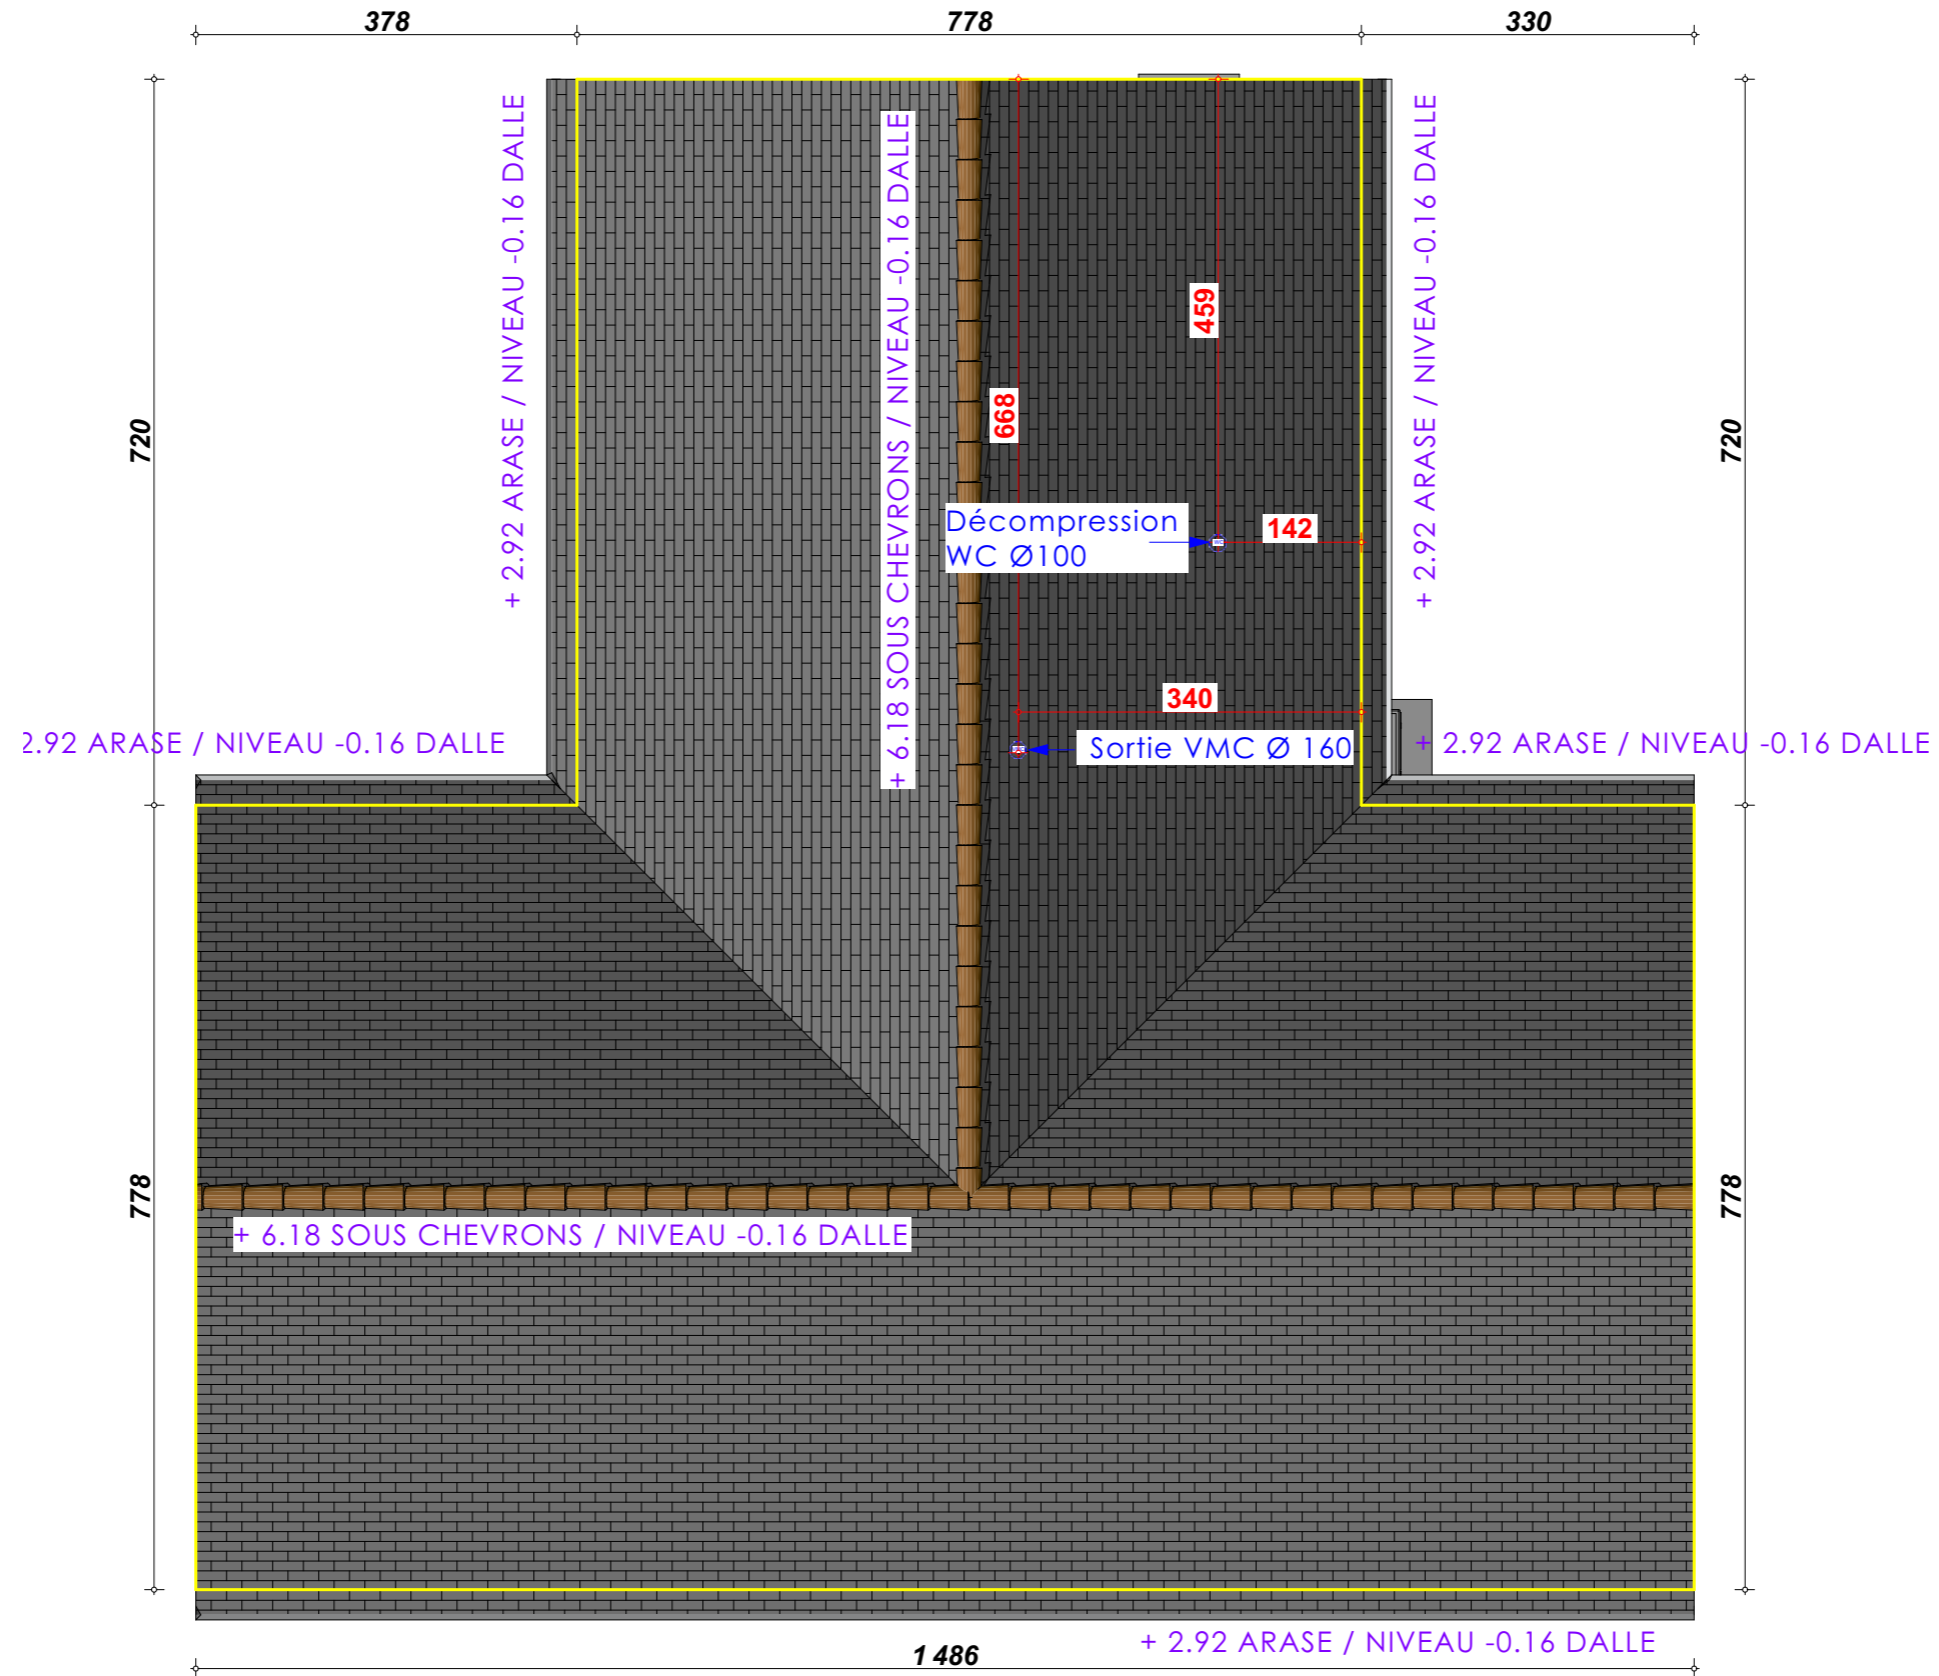 378
778
330
+ 2.92 ARASE / NIVEAU -0.16 DALLE
+ 6.18 SOUS CHEVRONS / NIVEAU -0.16 DALLE
+ 2.92 ARASE / NIVEAU -0.16 DALLE
459
668
720
720
Décompression
WC Ø100
142
340
2.92 ARASE / NIVEAU -0.16 DALLE
Sortie VMC Ø 160
+ 2.92 ARASE / NIVEAU -0.16 DALLE
778
778
+ 6.18 SOUS CHEVRONS / NIVEAU -0.16 DALLE
+ 2.92 ARASE / NIVEAU -0.16 DALLE
1 486